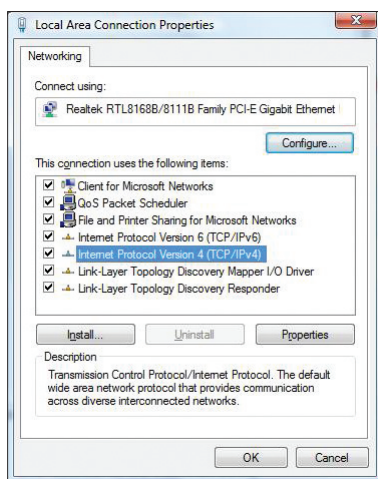 Local Area Connection Properties
Networking
Connect using:
Realtek RTL8168B/8111B Family PCI-E Gigabit Ethernet
Configure...
This connection uses the following items:
Client for Microsoft Networks
QoS Packet Scheduler
File and Printer Sharing for Microsoft Networks
Internet Protocol Version 6 (TCP/IPv6)
Internet Protocol Version 4 (TCP/IPv4)
Link-Layer Topology Discovery Mapper I/O Driver
Link-Layer Topology Discovery Responder
Install... Uninstall Properties
Description
Transmission Control Protocol/Internet Protocol. The default
wide area network protocol that provides communication
across diverse interconnected networks.
OK Cancel